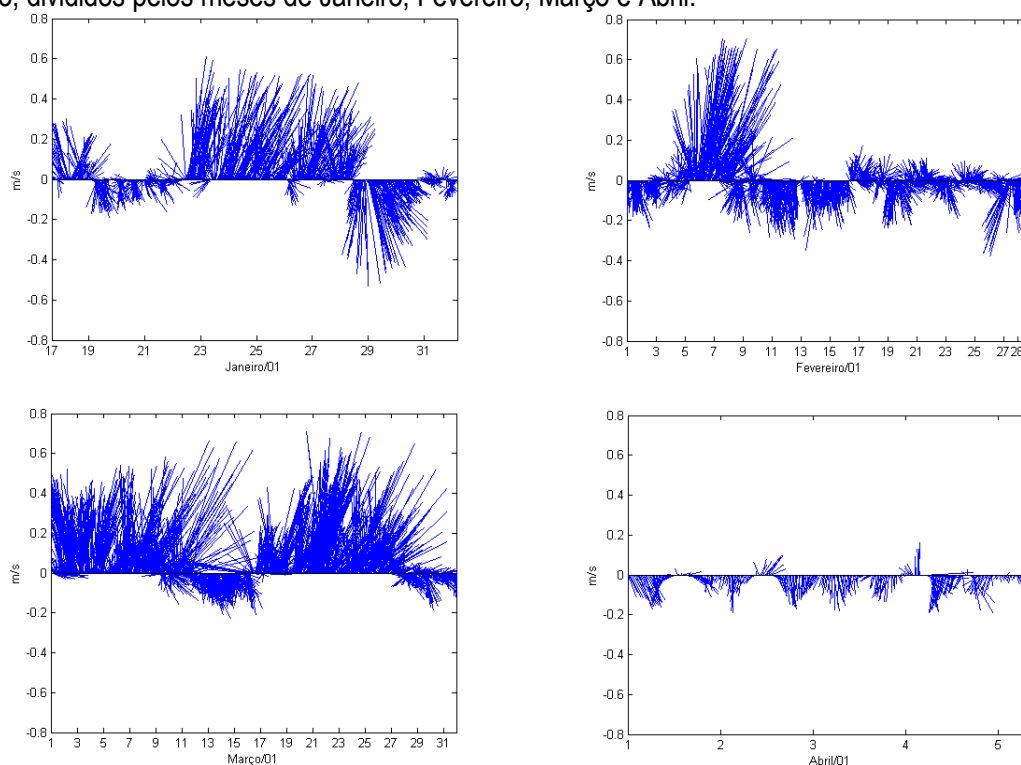 o, divididos pelos meses de Janeiro, Fevereiro, Março e Abril.
0.8
0.6
0.4
0.2
0
-0.2
-0.4
-0.6
-0.8
m/s
17 19 21 23 25 27 29 31
Janeiro/01
0.8
0.6
0.4
0.2
0
-0.2
-0.4
-0.6
-0.8
m/s
1 3 5 7 9 11 13 15 17 19 21 23 25 27 28
Fevereiro/01
0.8
0.6
0.4
0.2
0
-0.2
-0.4
-0.6
-0.8
m/s
1 3 5 7 9 11 13 15 17 19 21 23 25 27 29 31
Março/01
0.8
0.6
0.4
0.2
0
-0.2
-0.4
-0.6
-0.8
m/s
1 2 3 4 5
Abril/01